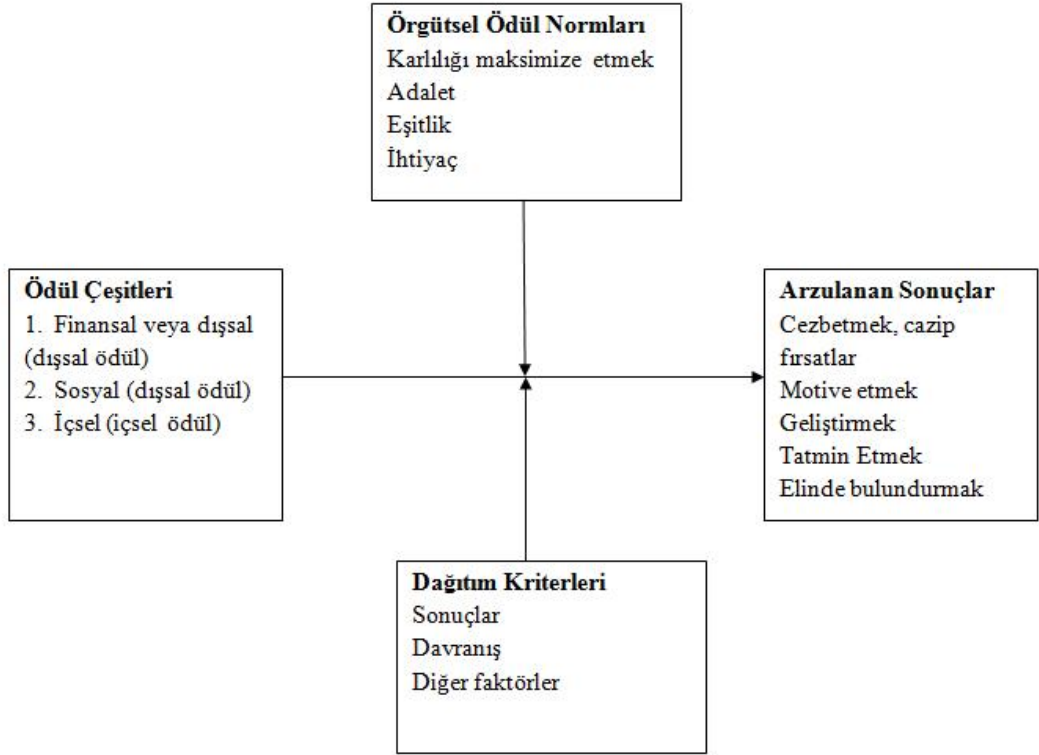 Örgütsel Ödül Normları
Karlılığı maksimize etmek
Adalet
Eşitlik
İhtiyaç
Ödül Çeşitleri
1. Finansal veya dışsal
(dışsal ödül)
2. Sosyal (dışsal ödül)
3. İçsel (içsel ödül)
Arzulanan Sonuçlar
Cezbetmek, cazip
fırsatlar
Motive etmek
Geliştirmek
Tatmin Etmek
Elinde bulundurmak
Dağıtım Kriterleri
Sonuçlar
Davranış
Diğer faktörler